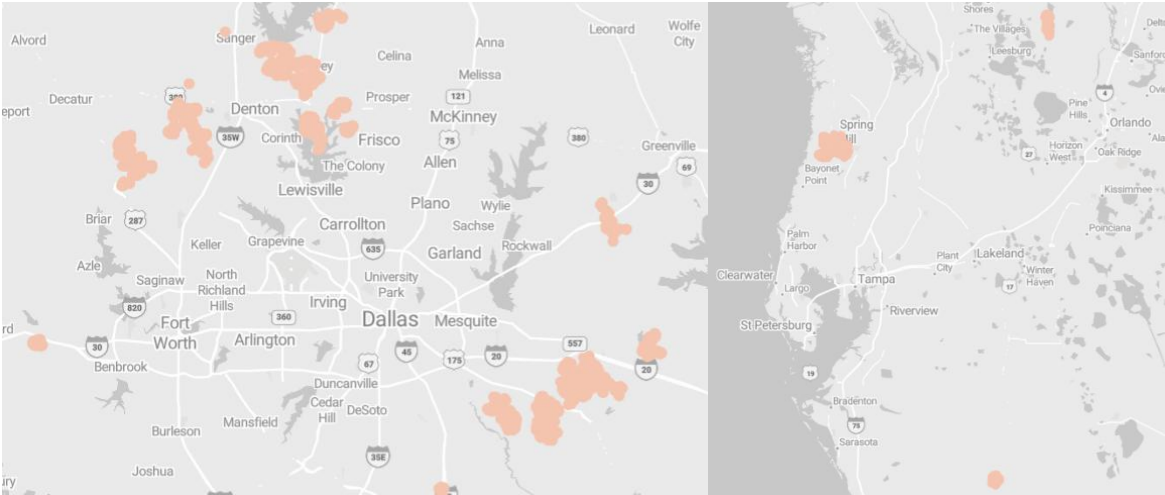 Alvord
Sanger
Celina
Anna
Leonard
Wolfe
City
Melissa
Decatur
380
Prosper
121
Denton
McKinney
35W
Corinth
Frisco
75
380
Greenville
The Colony
Allen
69
Lewisville
30
Plano
Wylie
Briar
287
Carrollton
Sachse
Keller
Grapevine
635
Garland
Rockwall
Azle
Saginaw
North
Richland
Hills
University
Park
820
Irving
Fort
Worth
360
Dallas
Mesquite
30
Arlington
45
557
Benbrook
67
175
20
20
Duncanville
Cedar
Hill
DeSoto
Mansfield
Burleson
35E
Joshua
Shores
The Villages
Leesburg
Sanford
4
Pine
Hills
Orlando
Spring
27
Horizon
West
Oak Ridge
Bayonet
Point
Kissimmee
Poinciana
Palm
Harbor
Plant
City
Lakeland
Clearwater
Tampa
Winter
Haven
17
Largo
Riverview
St Petersburg
19
Bradenton
75
Sarasota